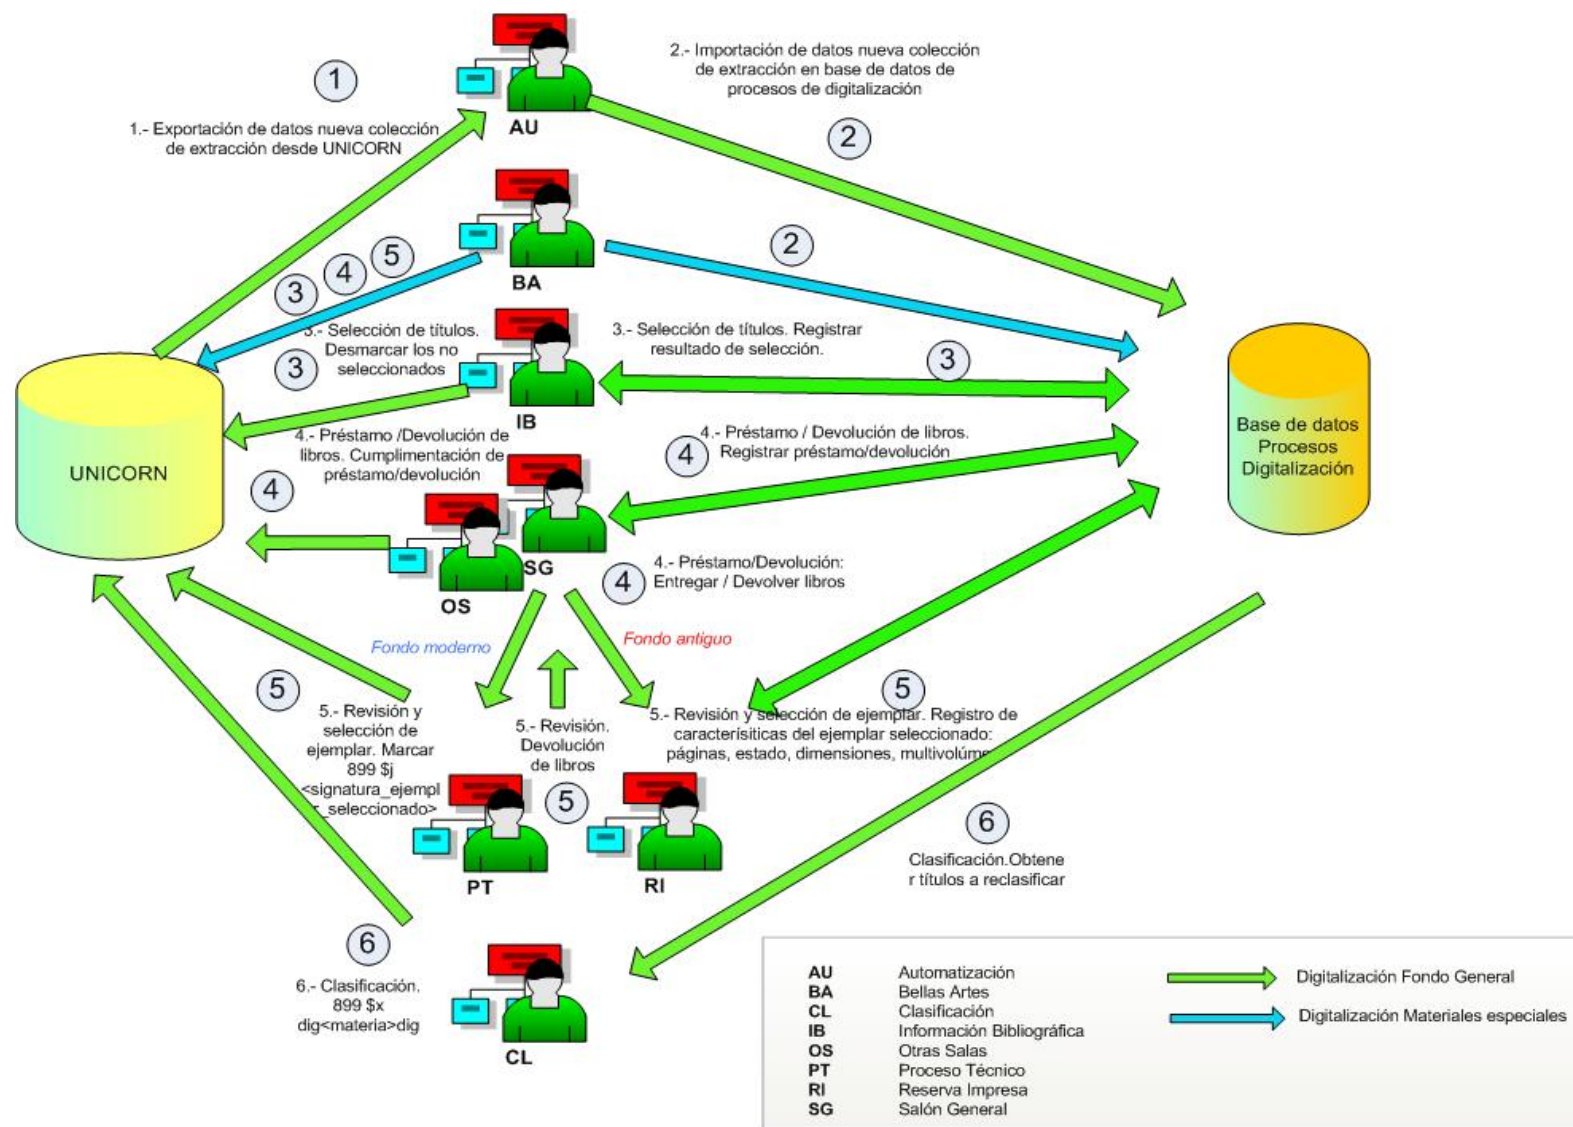 1
1.- Exportación de datos nueva colección
de extracción desde UNICORN
AU
2.- Importación de datos nueva colección
de extracción en base de datos de
procesos de digitalización
2
BA
2
3
4
5
3.- Selección de títulos.
Desmarcar los no
seleccionados
3
IB
3.- Selección de títulos. Registrar
resultado de selección.
3
UNICORN
Base de datos
Procesos
Digitalización
4.- Préstamo /Devolución de
libros. Cumplimentación de
préstamo/devolución
4
4.- Préstamo / Devolución de libros.
Registrar préstamo/devolución
4
SG
OS
4
4.- Préstamo/Devolución:
Entregar / Devolver libros
Fondo moderno
Fondo antiguo
5
5.- Revisión y
selección de
ejemplar. Marcar
899 $j
<signatura_ejempl
r_seleccionado>
5.- Revisión.
Devolución
de libros
5
5
5.- Revisión y selección de ejemplar. Registro de
caracterísiticas del ejemplar seleccionado:
páginas, estado, dimensiones,
PT
RI
6
Clasificación.Obtene
r títulos a reclasificar
6
6.- Clasificación.
899 $x
dig<materia>dig
CL
AU Automatización
BA Bellas Artes
CL Clasificación
IB Información Bibliográfica
OS Otras Salas
PT Proceso Técnico
RI Reserva Impresa
SG Salón General
Digitalización Fondo General
Digitalización Materiales especiales